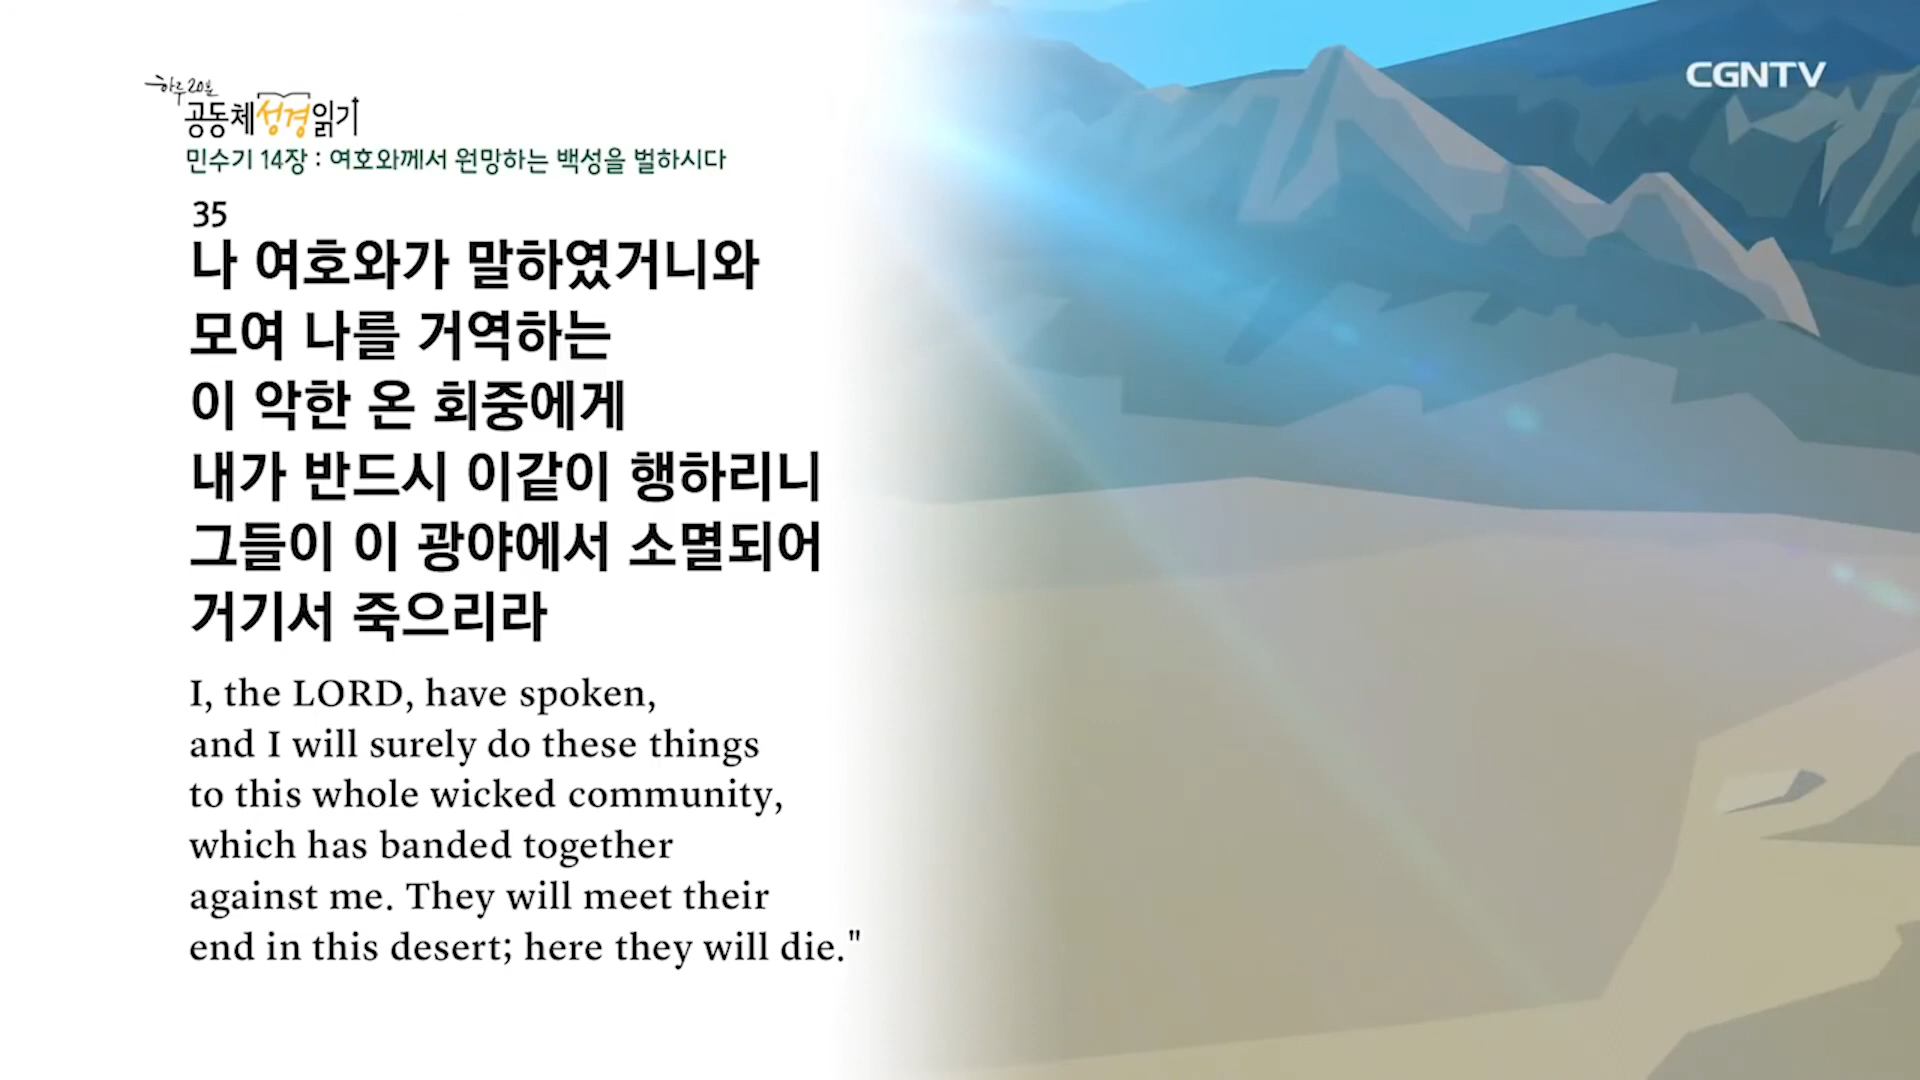 하루 20분
공동체성경읽기
CGNTV
민수기 14장 : 여호와께서 원망하는 백성을 벌하시다
35
나 여호와가 말하였거니와
모여 나를 거역하는
이 악한 온 회중에게
내가 반드시 이같이 행하리니
그들이 이 광야에서 소멸되어
거기서 죽으리라
I, the LORD, have spoken,
and I will surely do these things
to this whole wicked community,
which has banded together
against me. They will meet their
end in this desert; here they will die."